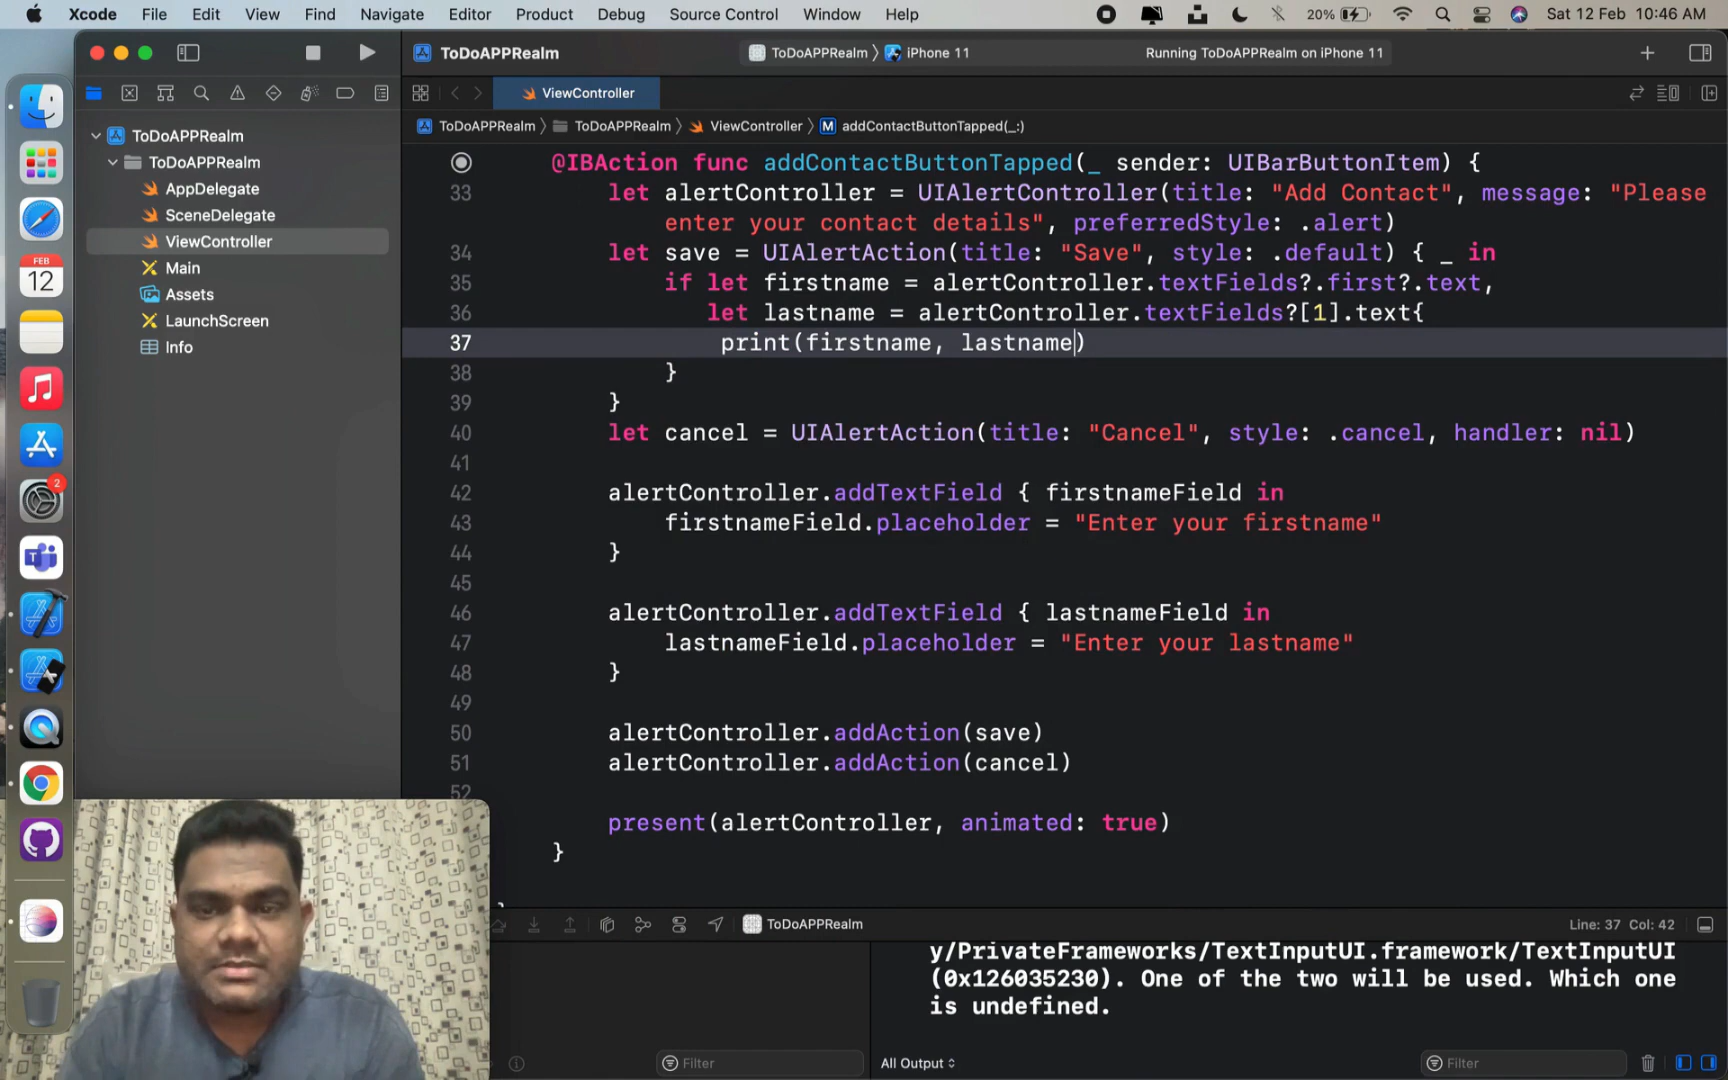 Xcode File Edit View Find Navigate Editor Product Debug Source Control Window Help 20% Sat 12 Feb 10:46 AM
ToDoAPPRealm ToDoAPPRealm iPhone 11 Running ToDoAPPRealm on iPhone 11
ViewController
ToDoAPPRealm ToDoAPPRealm ViewController M addContactButtonTapped(_:)
ToDoAPPRealm
ToDoAPPRealm
AppDelegate
SceneDelegate
ViewController
Main
Assets
LaunchScreen
Info
FEB
12
2
@IBAction func addContactButtonTapped(_ sender: UIBarButtonItem) {
33 let alertController = UIAlertController(title: "Add Contact", message: "Please
enter your contact details", preferredStyle: .alert)
34 let save = UIAlertAction(title: "Save", style: .default) { _ in
35 if let firstname = alertController.textFields?.first?.text,
36 let lastname = alertController.textFields?[1].text{
37 print(firstname, lastname)
38 }
39 }
40 let cancel = UIAlertAction(title: "Cancel", style: .cancel, handler: nil)
41
42 alertController.addTextField { firstnameField in
43 firstnameField.placeholder = "Enter your firstname"
44 }
45
46 alertController.addTextField { lastnameField in
47 lastnameField.placeholder = "Enter your lastname"
48 }
49
50 alertController.addAction(save)
51 alertController.addAction(cancel)
52
present(alertController, animated: true)
}
ToDoAPPRealm Line: 37 Col: 42
y/PrivateFrameworks/TextInputUI.framework/TextInputUI
(0x126035230). One of the two will be used. Which one
is undefined.
Filter All Output Filter